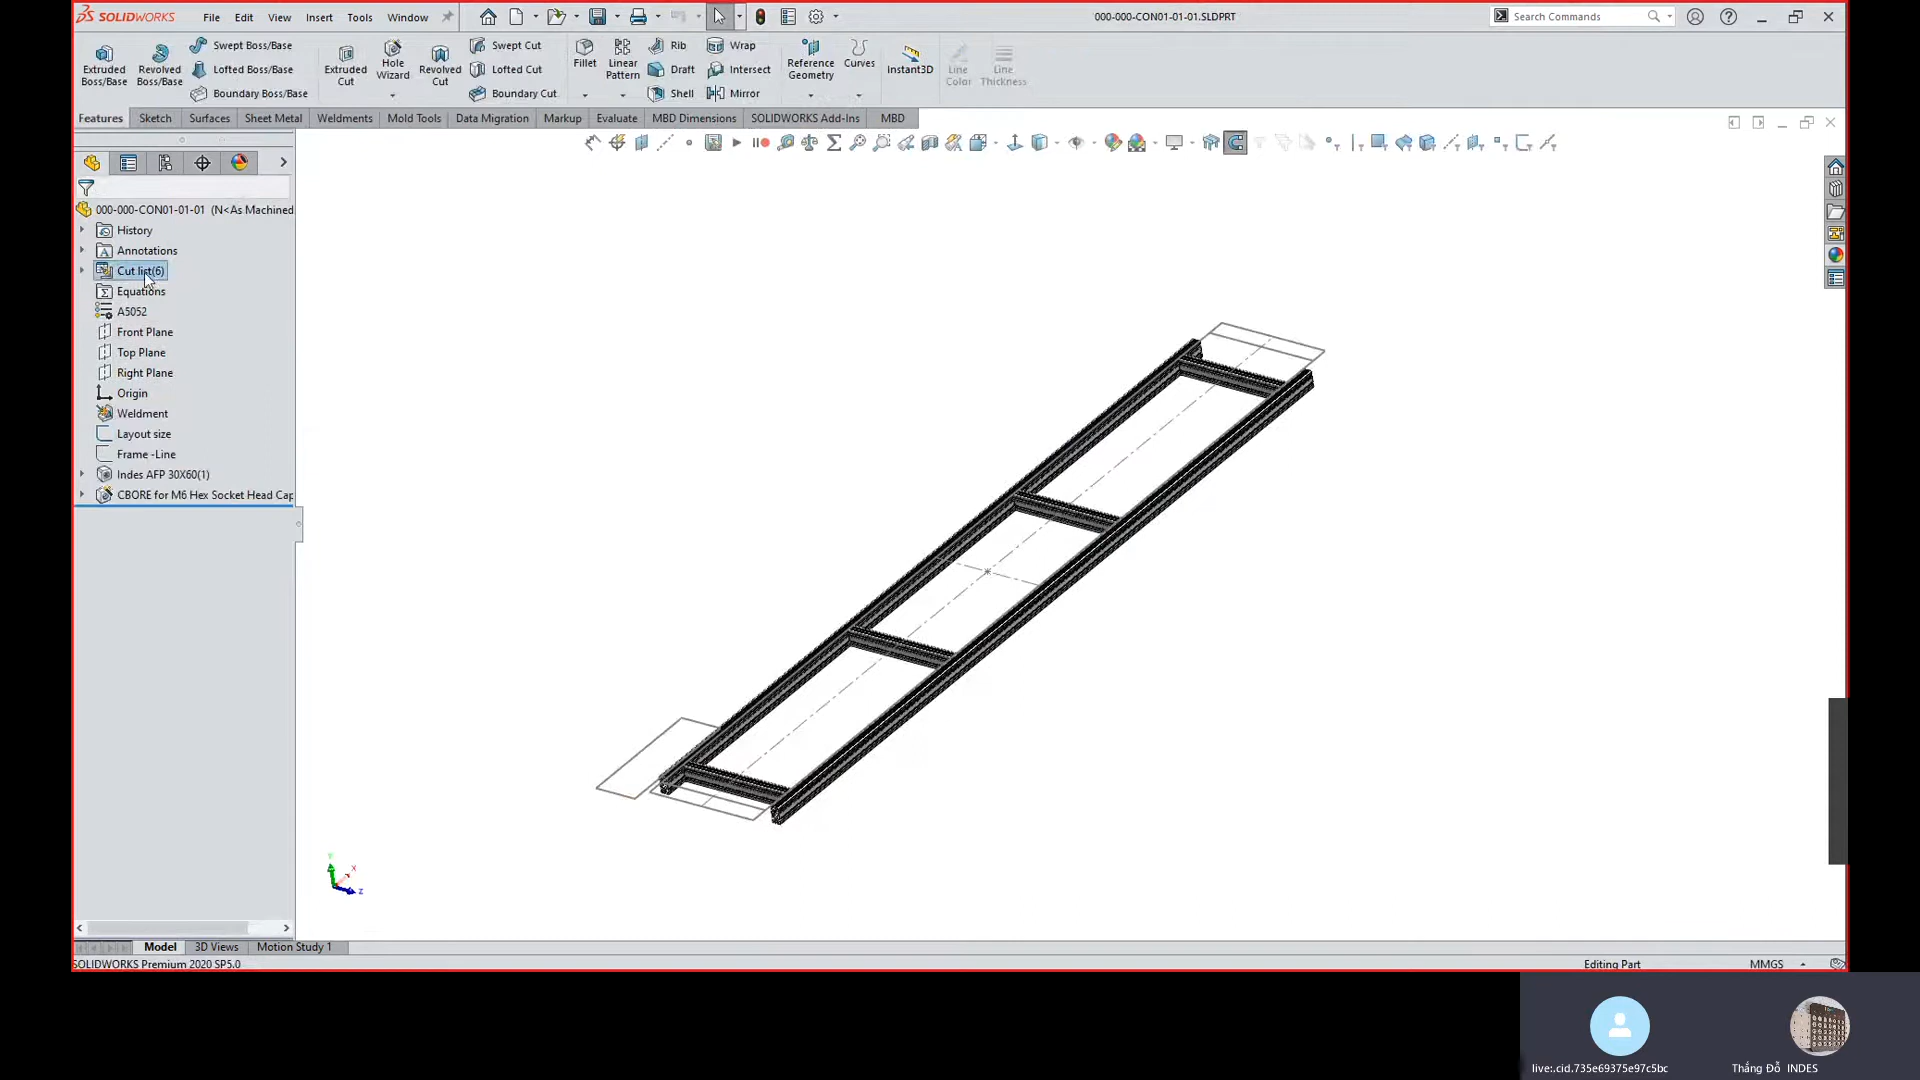 SOLIDWORKS File Edit View Insert Tools Window 000-000-CON01-01-01.SLDPRT Search Commands
Extruded Boss/Base
Revolved Boss/Base
Swept Boss/Base
Lofted Boss/Base
Boundary Boss/Base
Extruded Cut
Hole Wizard
Revolved Cut
Swept Cut
Lofted Cut
Boundary Cut
Fillet
Linear Pattern
Rib
Draft
Shell
Wrap
Intersect
Mirror
Reference Geometry
Curves
Instant3D
Line Color
Line Thickness
Features Sketch Surfaces Sheet Metal Weldments Mold Tools Data Migration Markup Evaluate MBD Dimensions SOLIDWORKS Add-Ins MBD
000-000-CON01-01-01 (N<As Machined
History
Annotations
Cut list(6)
Equations
A5052
Front Plane
Top Plane
Right Plane
Origin
Weldment
Layout size
Frame -Line
Indes AFP 30X60(1)
CBORE for M6 Hex Socket Head Cap
Model 3D Views Motion Study 1
SOLIDWORKS Premium 2020 SP5.0 Editing Part MMGS
live:.cid.735e69375e97c5bc
Thắng Đỗ INDES